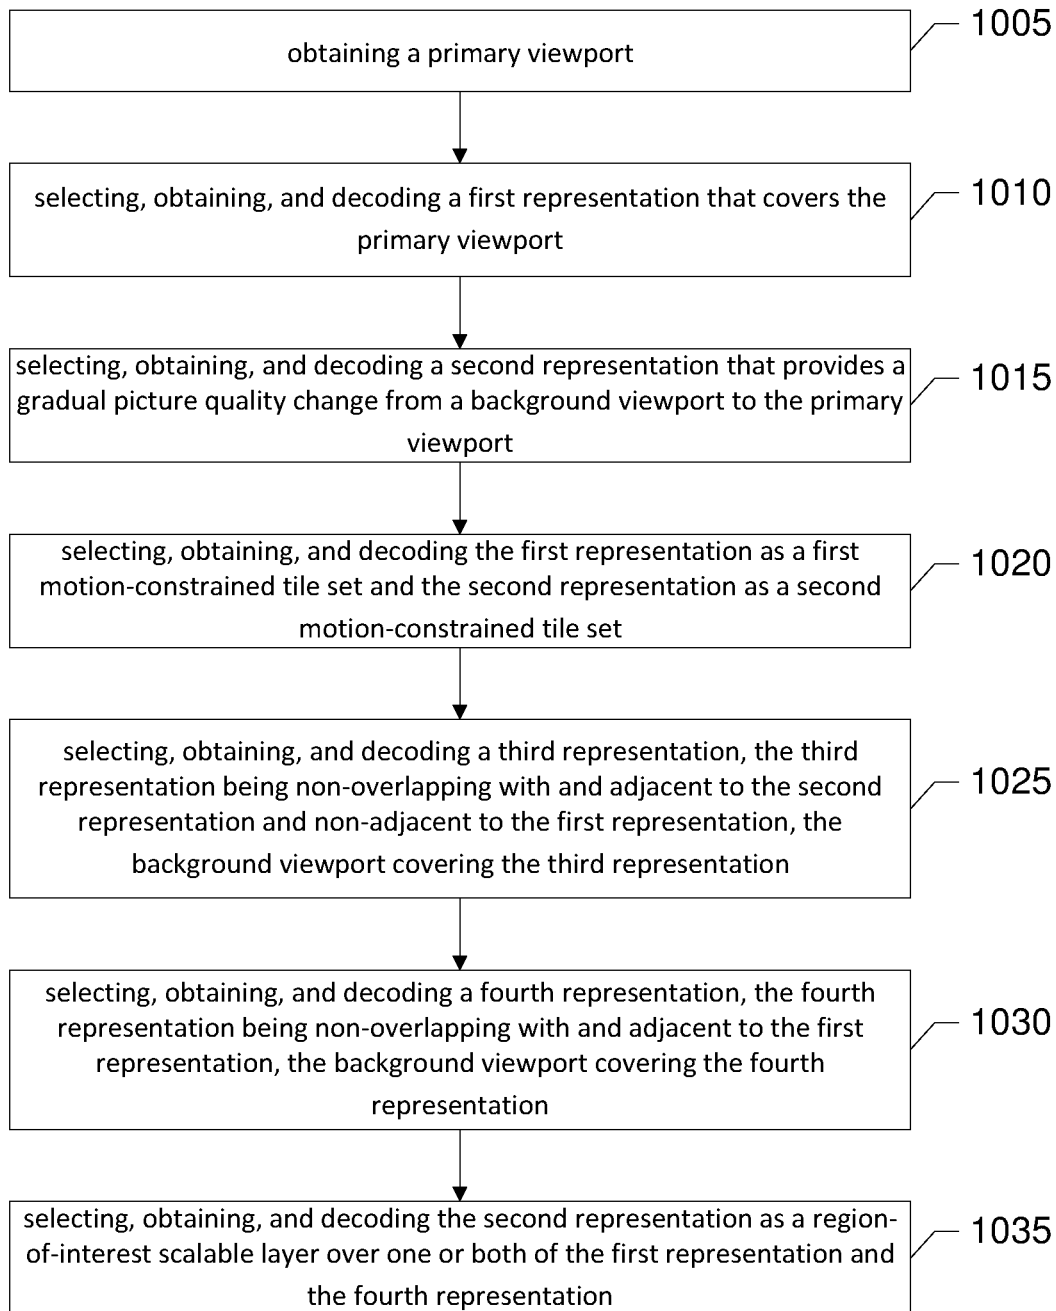 obtaining a primary viewport
1005
selecting, obtaining, and decoding a first representation that covers the
primary viewport
1010
selecting, obtaining, and decoding a second representation that provides a
gradual picture quality change from a background viewport to the primary
viewport
1015
selecting, obtaining, and decoding the first representation as a first
motion-constrained tile set and the second representation as a second
motion-constrained tile set
1020
selecting, obtaining, and decoding a third representation, the third
representation being non-overlapping with and adjacent to the second
representation and non-adjacent to the first representation, the
background viewport covering the third representation
1025
selecting, obtaining, and decoding a fourth representation, the fourth
representation being non-overlapping with and adjacent to the first
representation, the background viewport covering the fourth
representation
1030
selecting, obtaining, and decoding the second representation as a region-
of-interest scalable layer over one or both of the first representation and
the fourth representation
1035